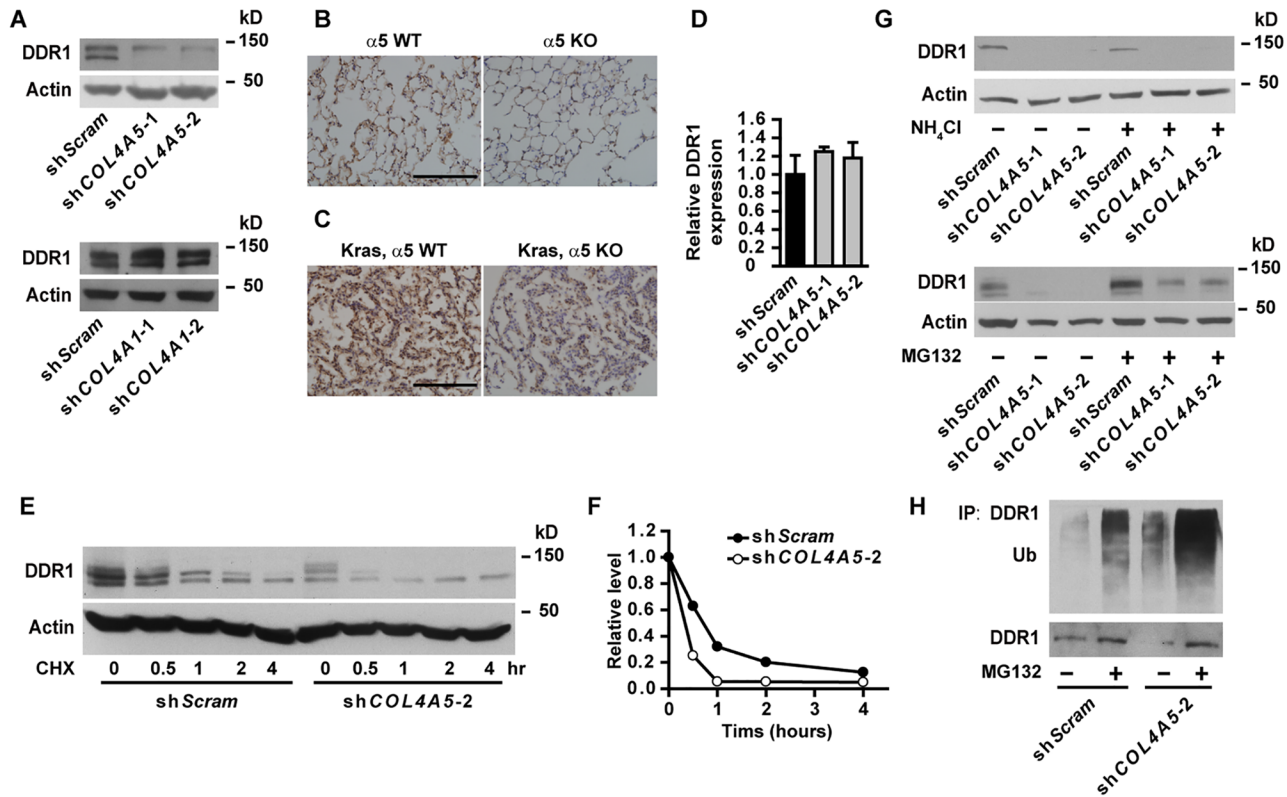 A
kD
DDR1
– 150
Actin
– 50
shScram
shCOL4A5-1
shCOL4A5-2
kD
DDR1
– 150
Actin
– 50
shScram
shCOL4A1-1
shCOL4A1-2
B
α5 WT α5 KO
C
Kras, α5 WT Kras, α5 KO
D
Relative DDR1
expression
1.6
1.4
1.2
1.0
0.8
0.6
0.4
0.2
0
shScram
shCOL4A5-1
shCOL4A5-2
E
kD
DDR1
– 150
Actin
– 50
CHX 0 0.5 1 2 4 0 0.5 1 2 4 hr
shScram shCOL4A5-2
F
Relative level
1.2
1.0
0.8
0.6
0.4
0.2
0.0
shScram
shCOL4A5-2
0 1 2 3 4
Tims (hours)
G
kD
DDR1
– 150
Actin
– 50
NH4Cl – – – + + +
shScram
shCOL4A5-1
shCOL4A5-2
shScram
shCOL4A5-1
shCOL4A5-2
kD
DDR1
– 150
Actin
– 50
MG132 – – – + + +
shScram
shCOL4A5-1
shCOL4A5-2
shScram
shCOL4A5-1
shCOL4A5-2
H
IP: DDR1
Ub
DDR1
MG132 – + – +
shScram
shCOL4A5-2